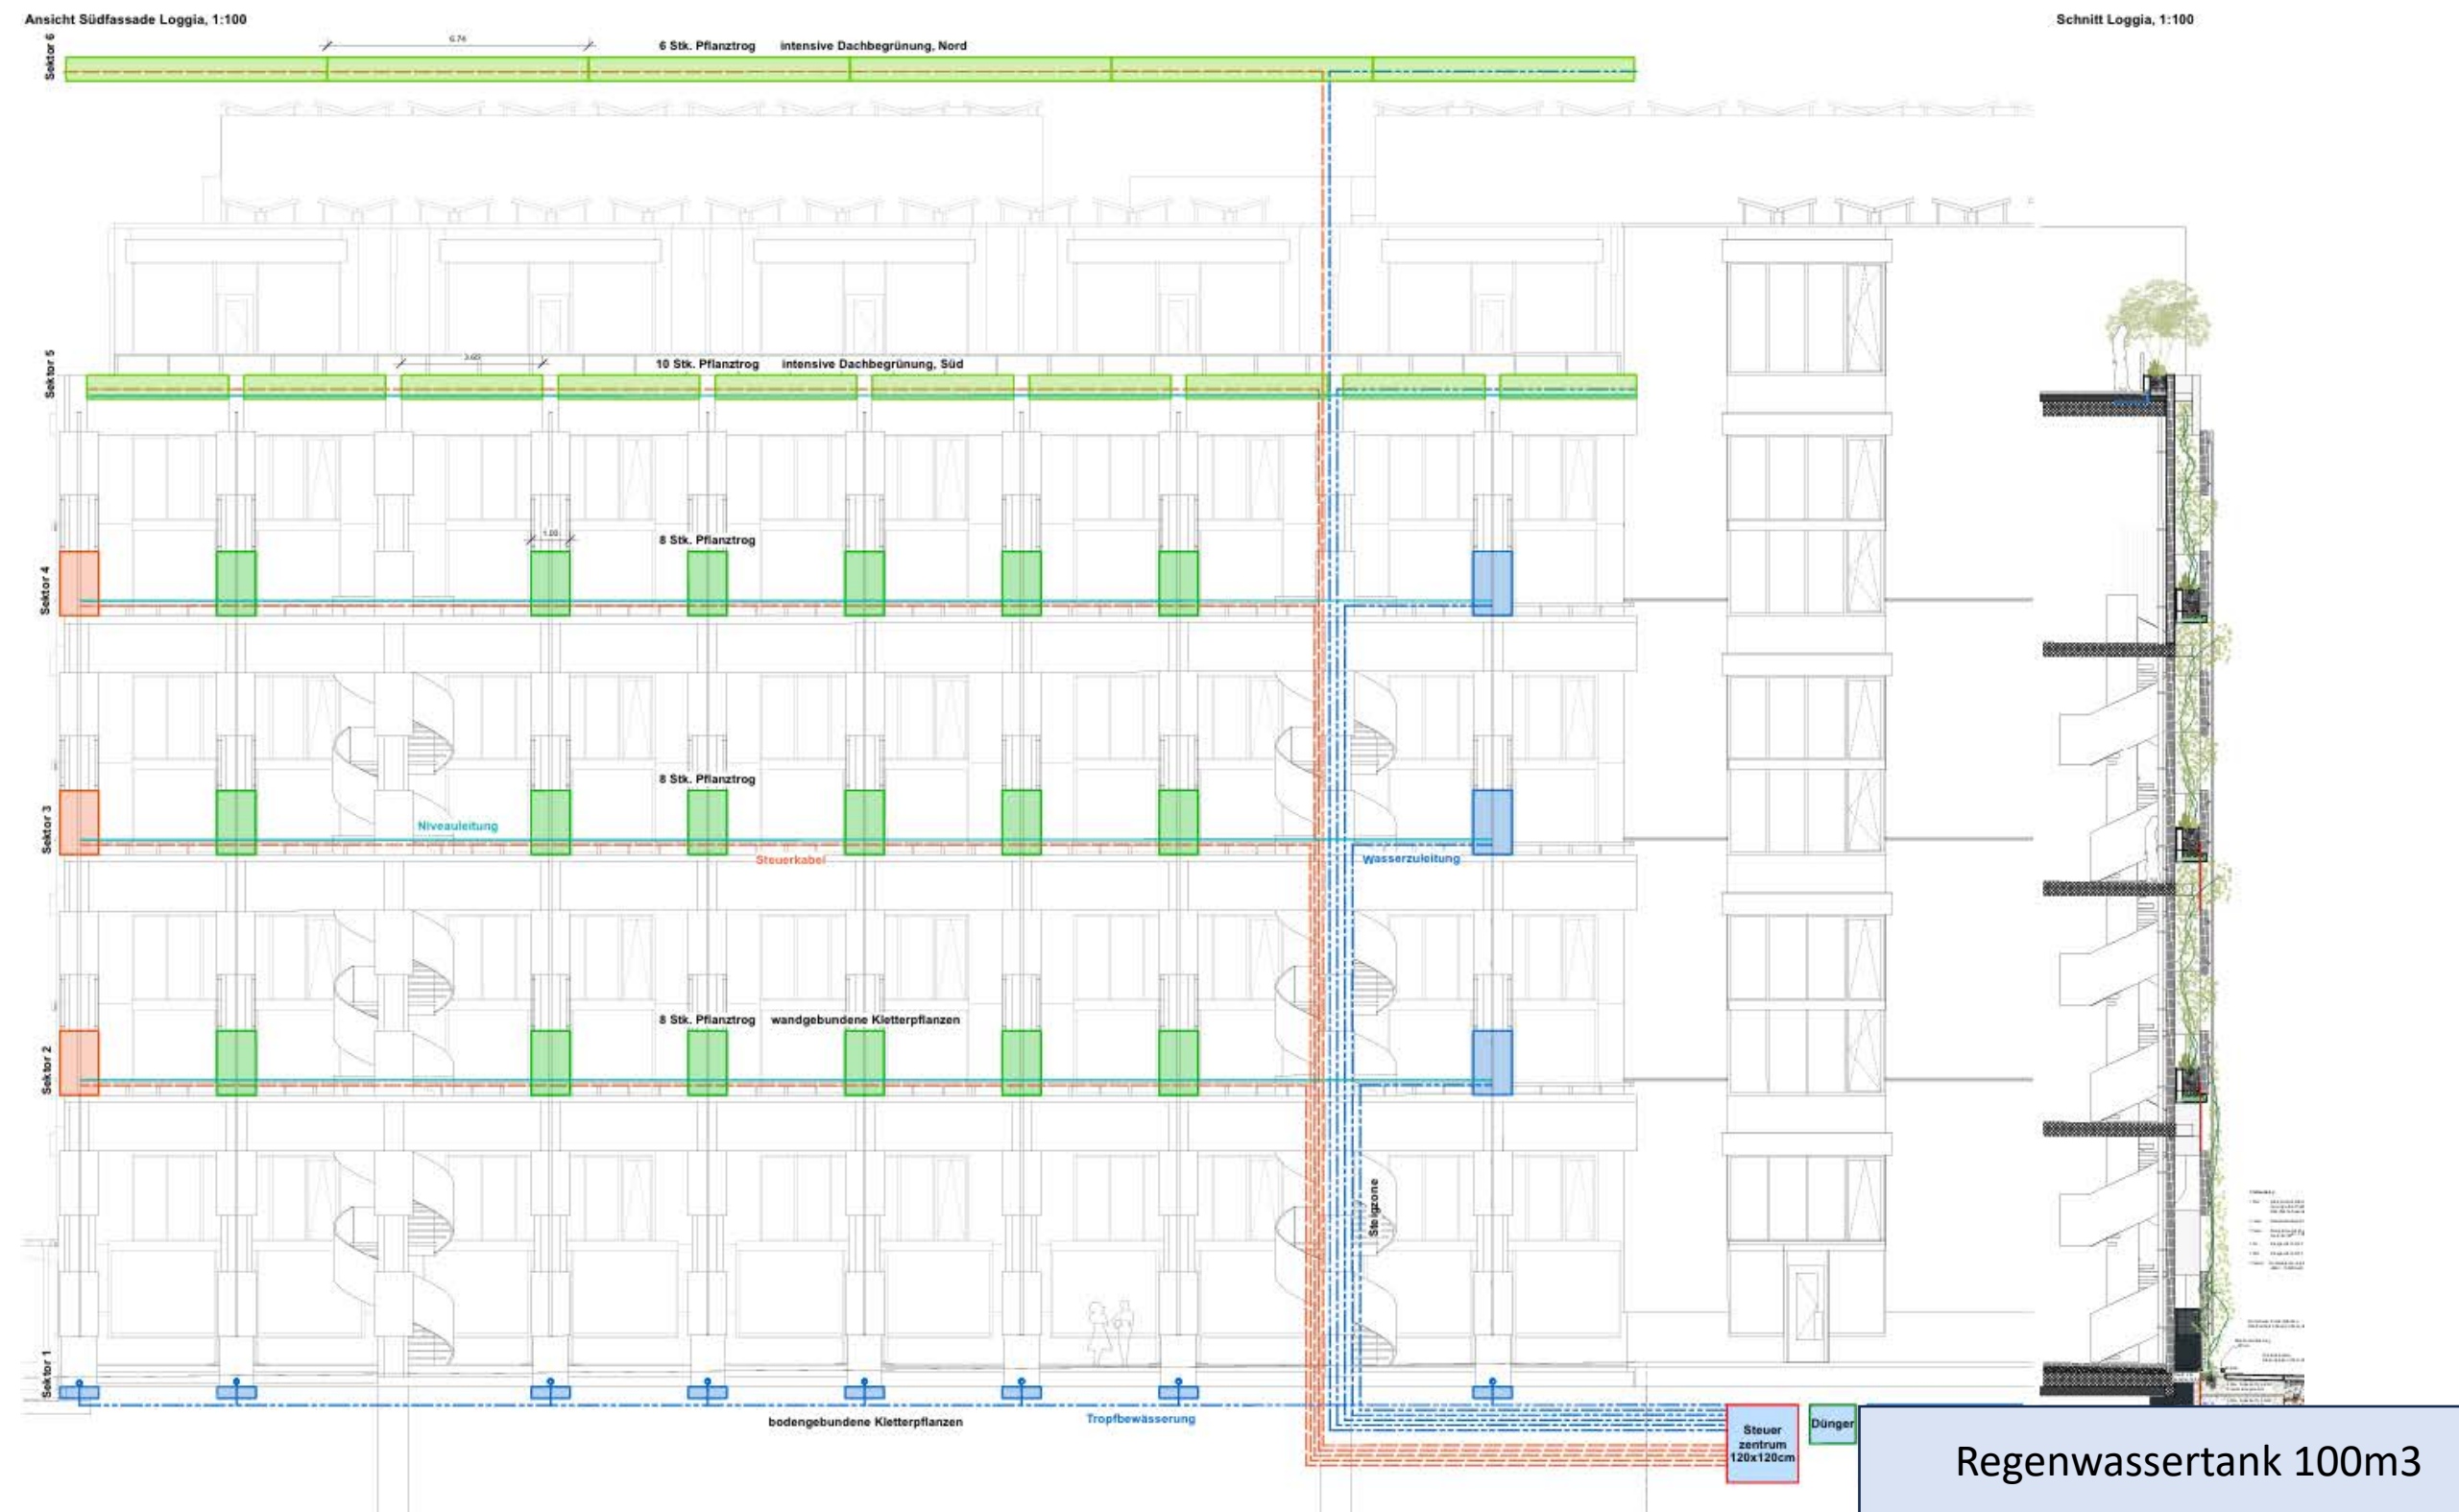 Ansicht Südfassade Loggia, 1:100
Schnitt Loggia, 1:100
Sektor 6
6.74
6 Stk. Pflanztrog intensive Dachbegrünung, Nord
Sektor 5
3.65
10 Stk. Pflanztrog intensive Dachbegrünung, Süd
Sektor 4
1.00
8 Stk. Pflanztrog
Sektor 3
8 Stk. Pflanztrog
Niveauleitung
Steuerkabel
Wasserzuleitung
Sektor 2
8 Stk. Pflanztrog wandgebundene Kletterpflanzen
Steigzone
Sektor 1
bodengebundene Kletterpflanzen
Tropfbewässerung
Steuer
zentrum
120x120cm
Dünger
Regenwassertank 100m3